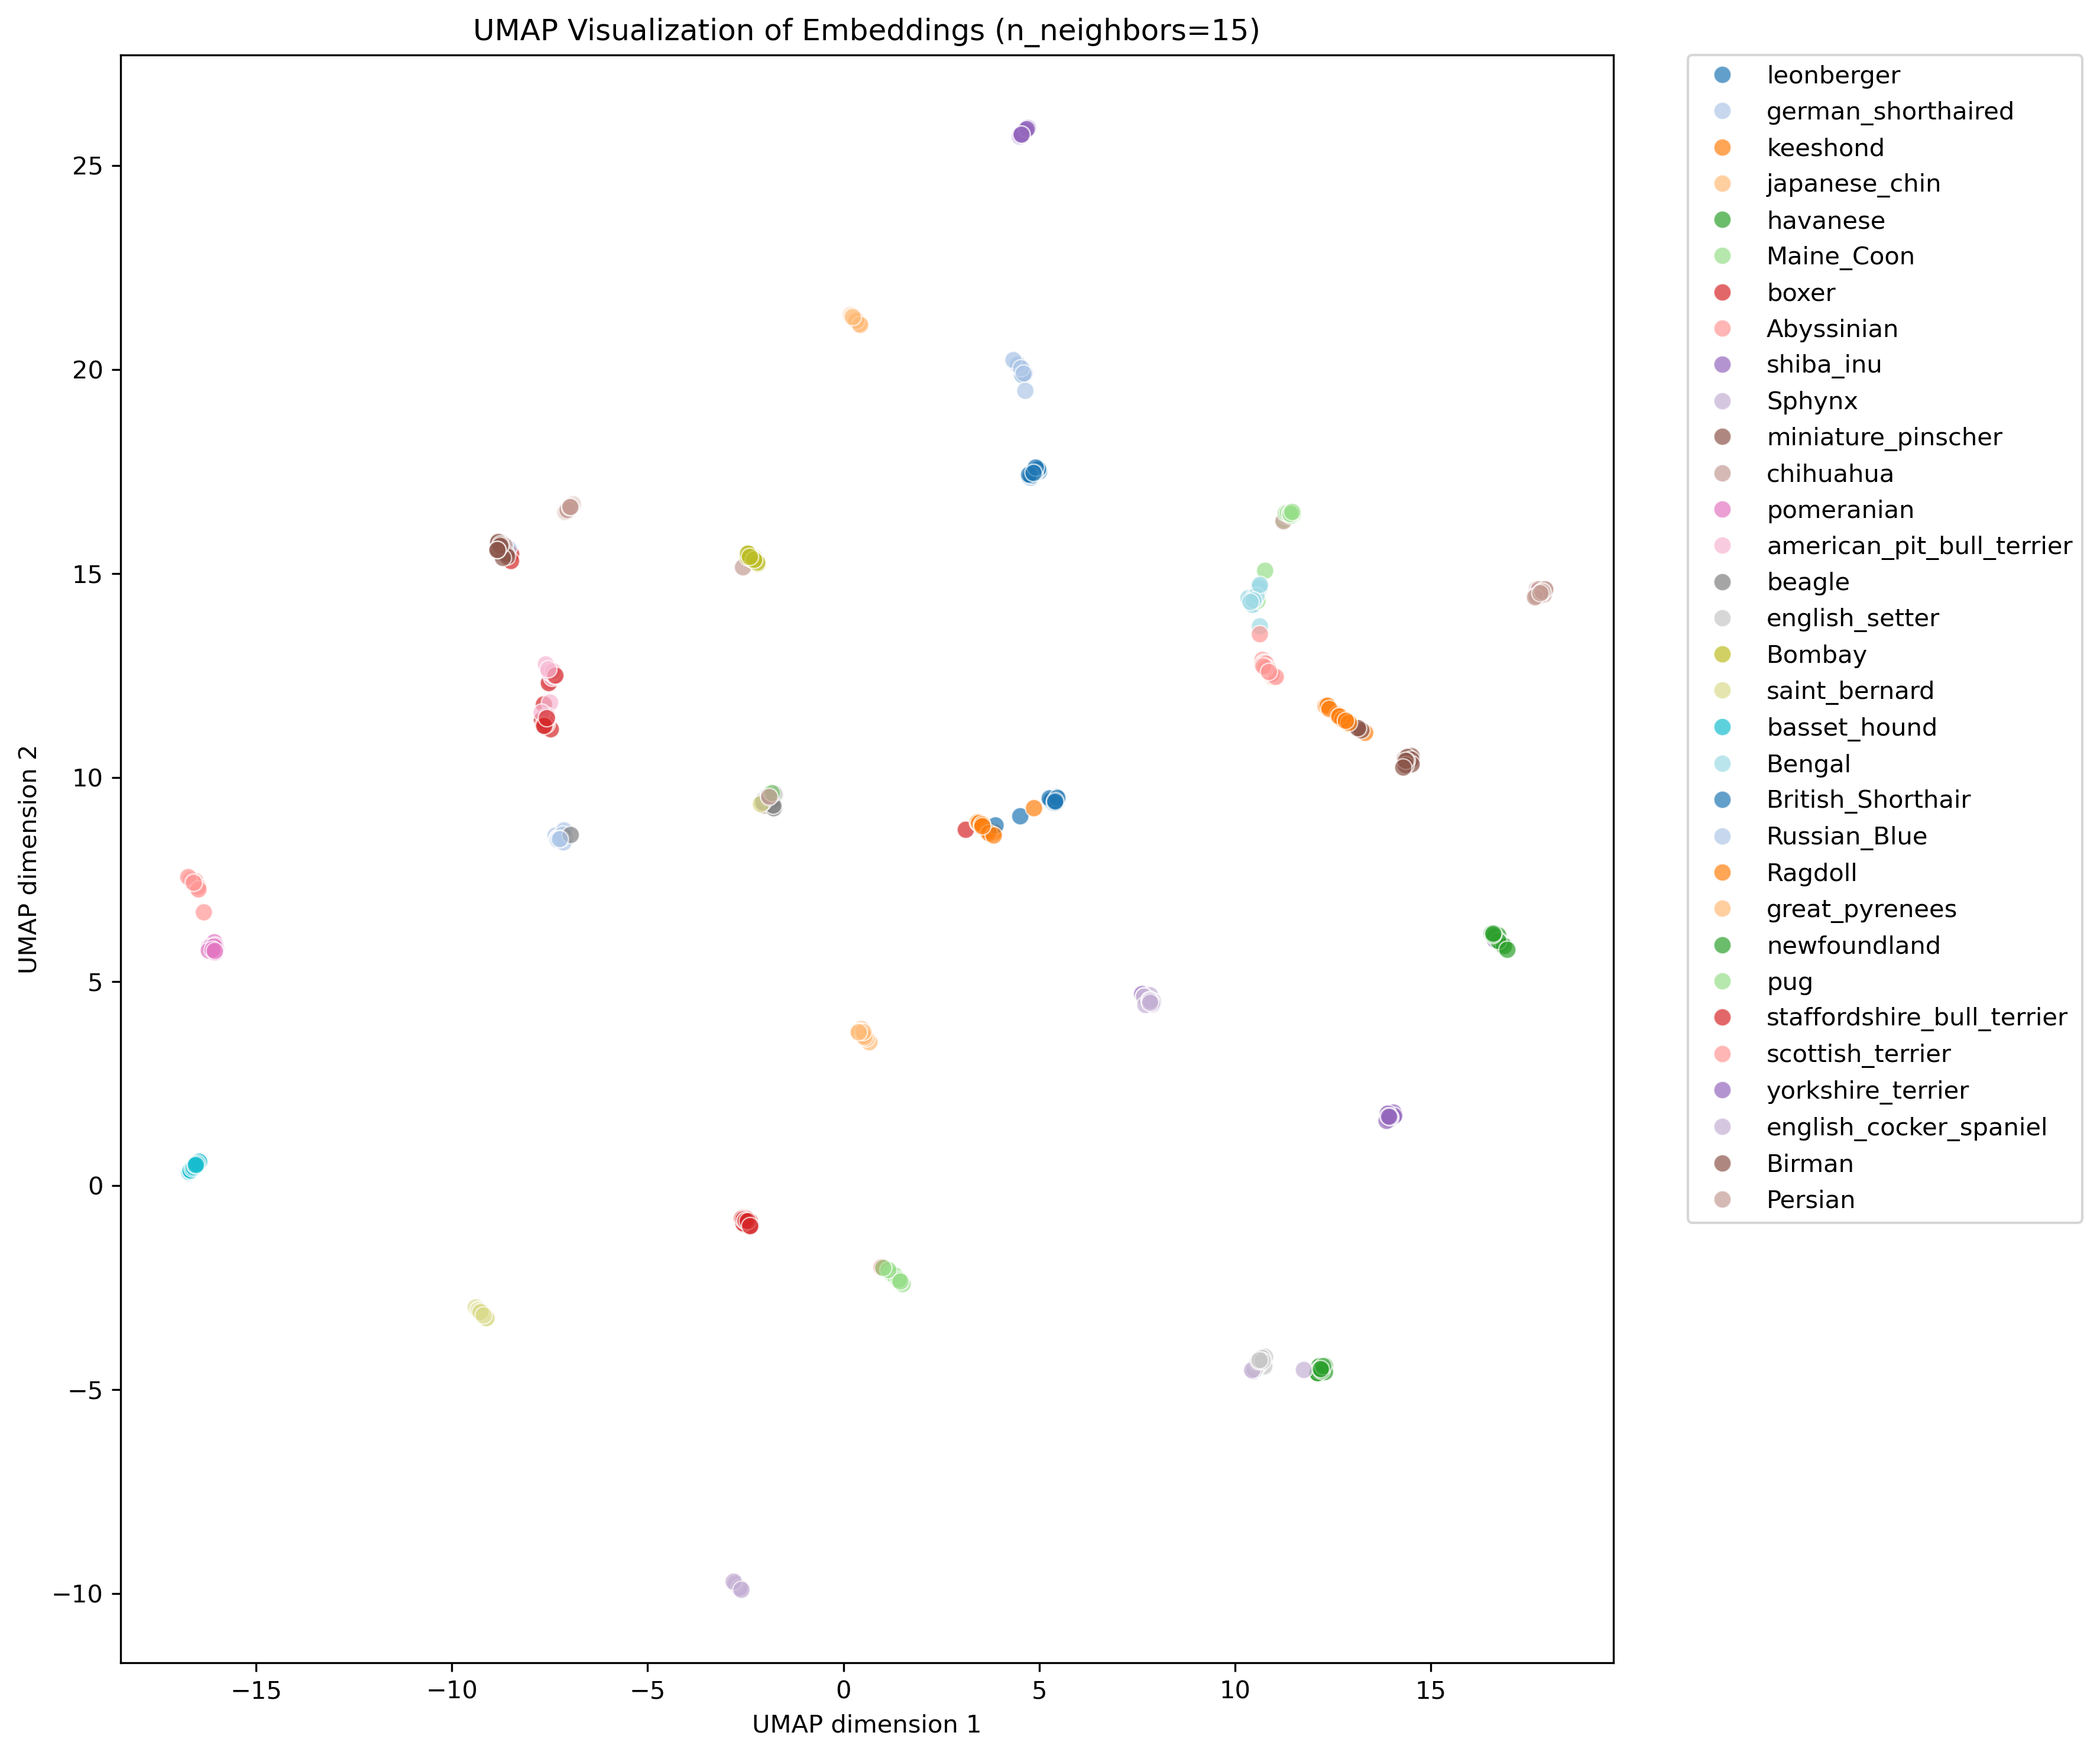 UMAP Visualization of Embeddings (n_neighbors=15)
25
20
15
10
5
0
−5
−10
UMAP dimension 2
−15
−10
−5
0
5
10
15
UMAP dimension 1
leonberger
german_shorthaired
keeshond
japanese_chin
havanese
Maine_Coon
boxer
Abyssinian
shiba_inu
Sphynx
miniature_pinscher
chihuahua
pomeranian
american_pit_bull_terrier
beagle
english_setter
Bombay
saint_bernard
basset_hound
Bengal
British_Shorthair
Russian_Blue
Ragdoll
great_pyrenees
newfoundland
pug
staffordshire_bull_terrier
scottish_terrier
yorkshire_terrier
english_cocker_spaniel
Birman
Persian